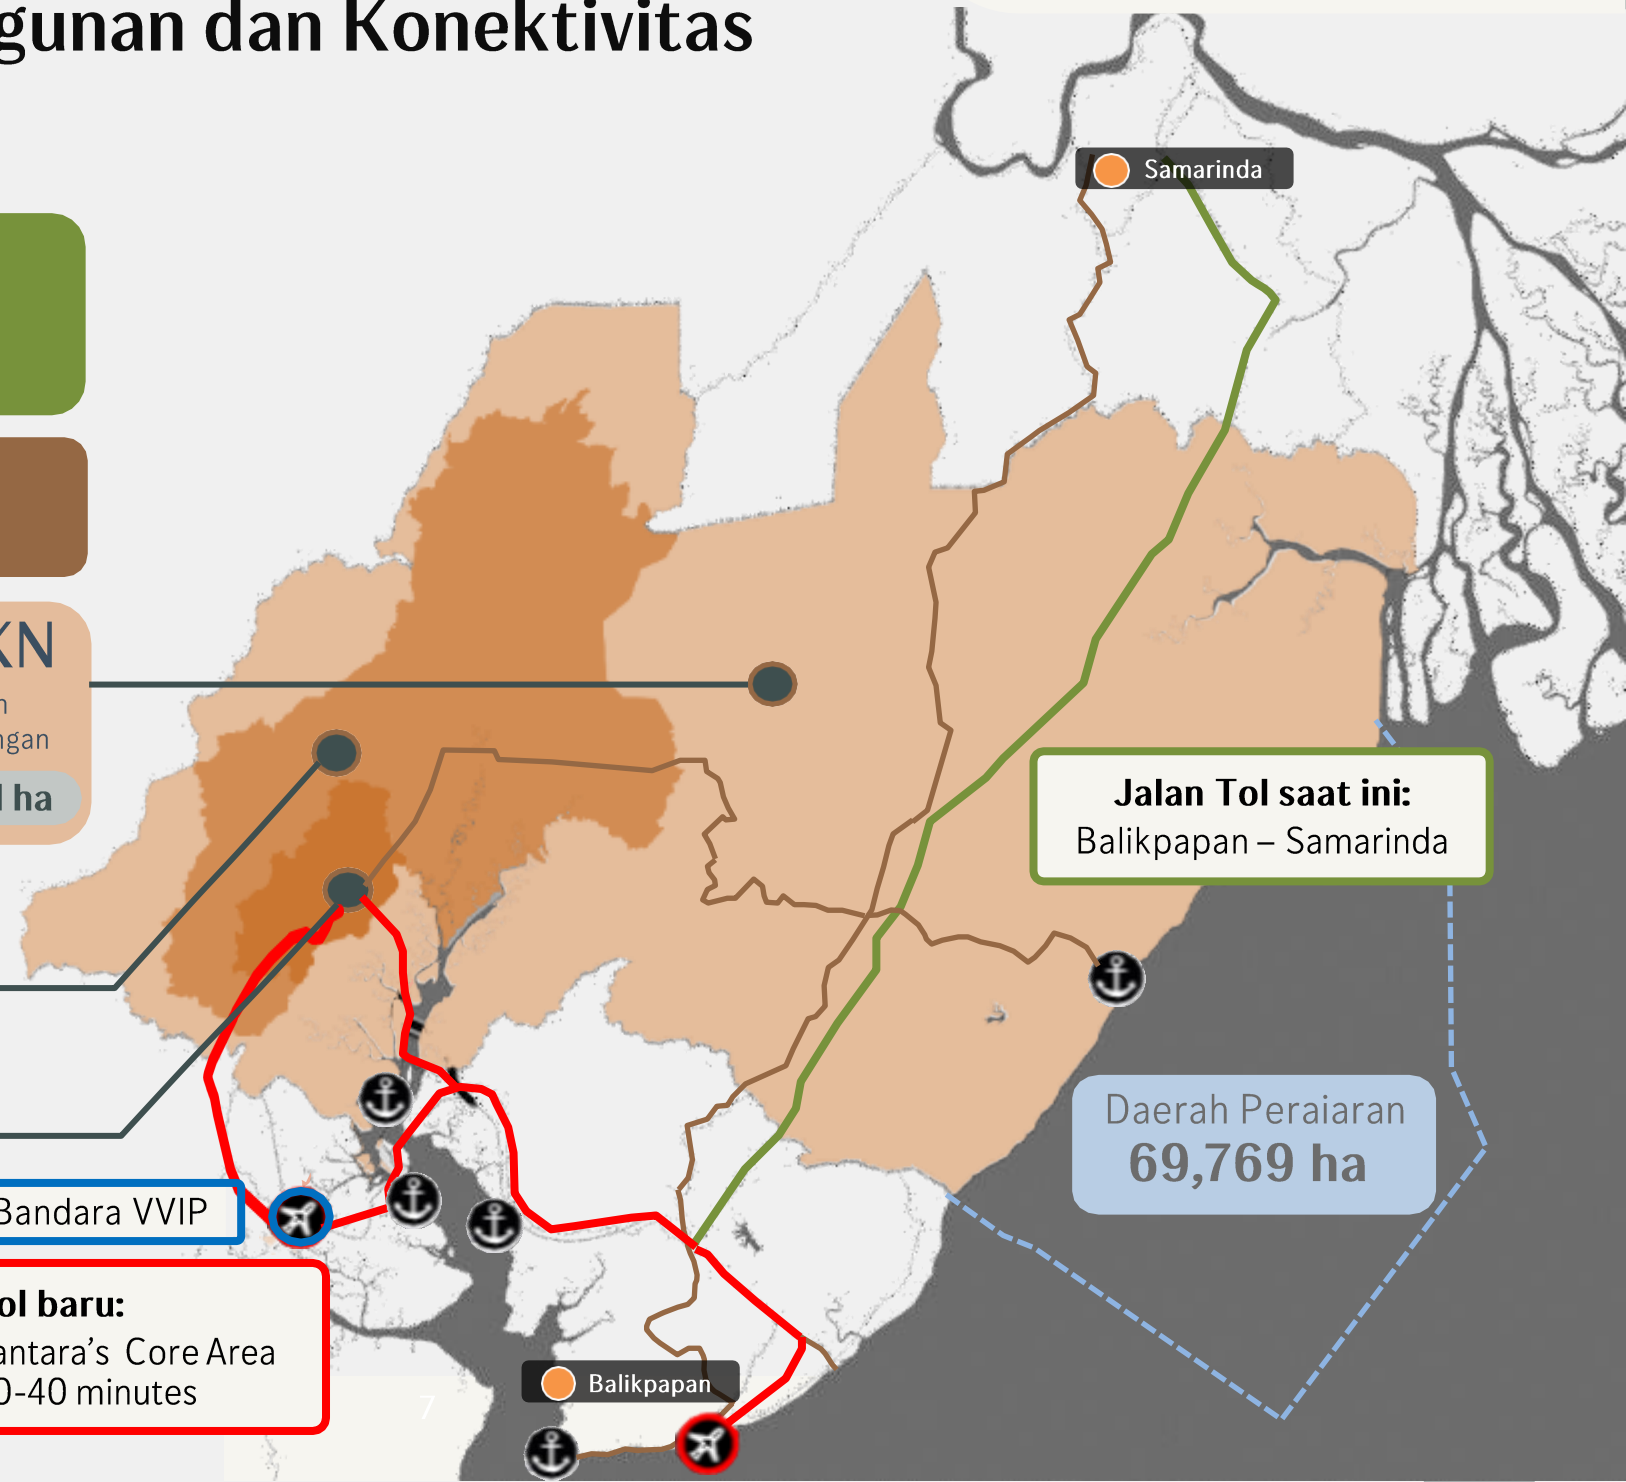 gunan dan Konektivitas
Samarinda
KN
n
ngan
ha
Jalan Tol saat ini:
Balikpapan – Samarinda
Daerah Peraiaran
69,769 ha
Bandara VVIP
ol baru:
antara's Core Area
0-40 minutes
Balikpapan
7